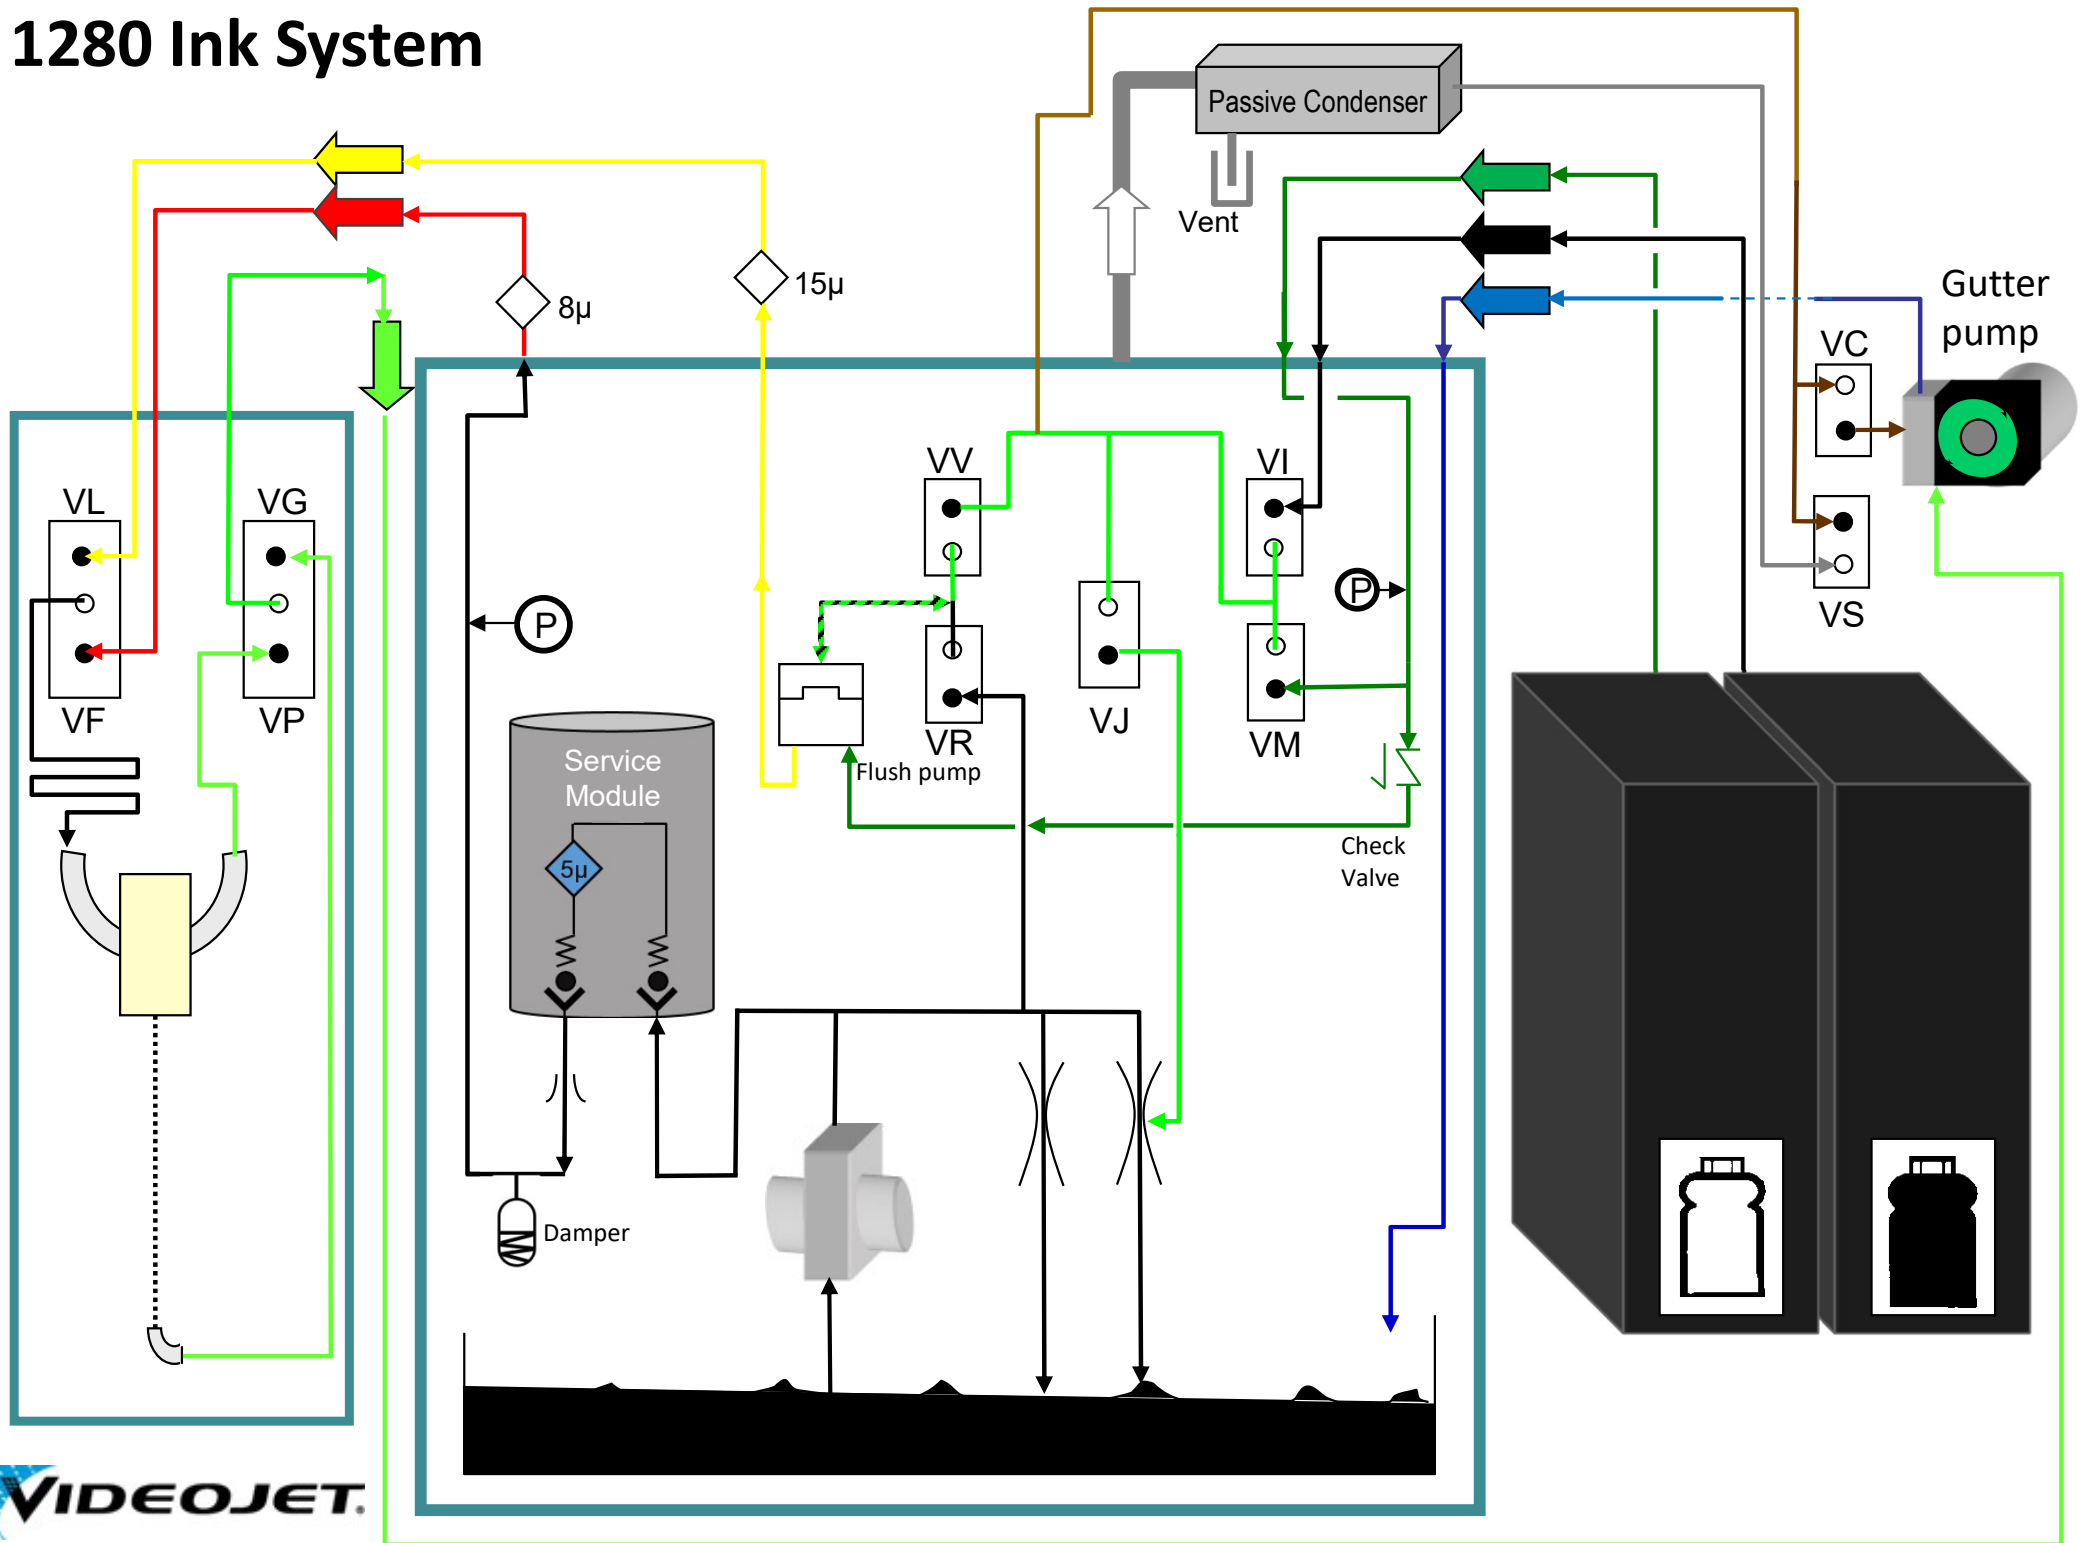 1280 Ink System
Passive Condenser
Vent
15µ
8µ
Gutter
pump
VC
VS
VL
VF
VG
VP
VV
VR
VI
VM
VJ
P
P
Flush pump
Service
Module
5µ
Check
Valve
Damper
VIDEOJET.